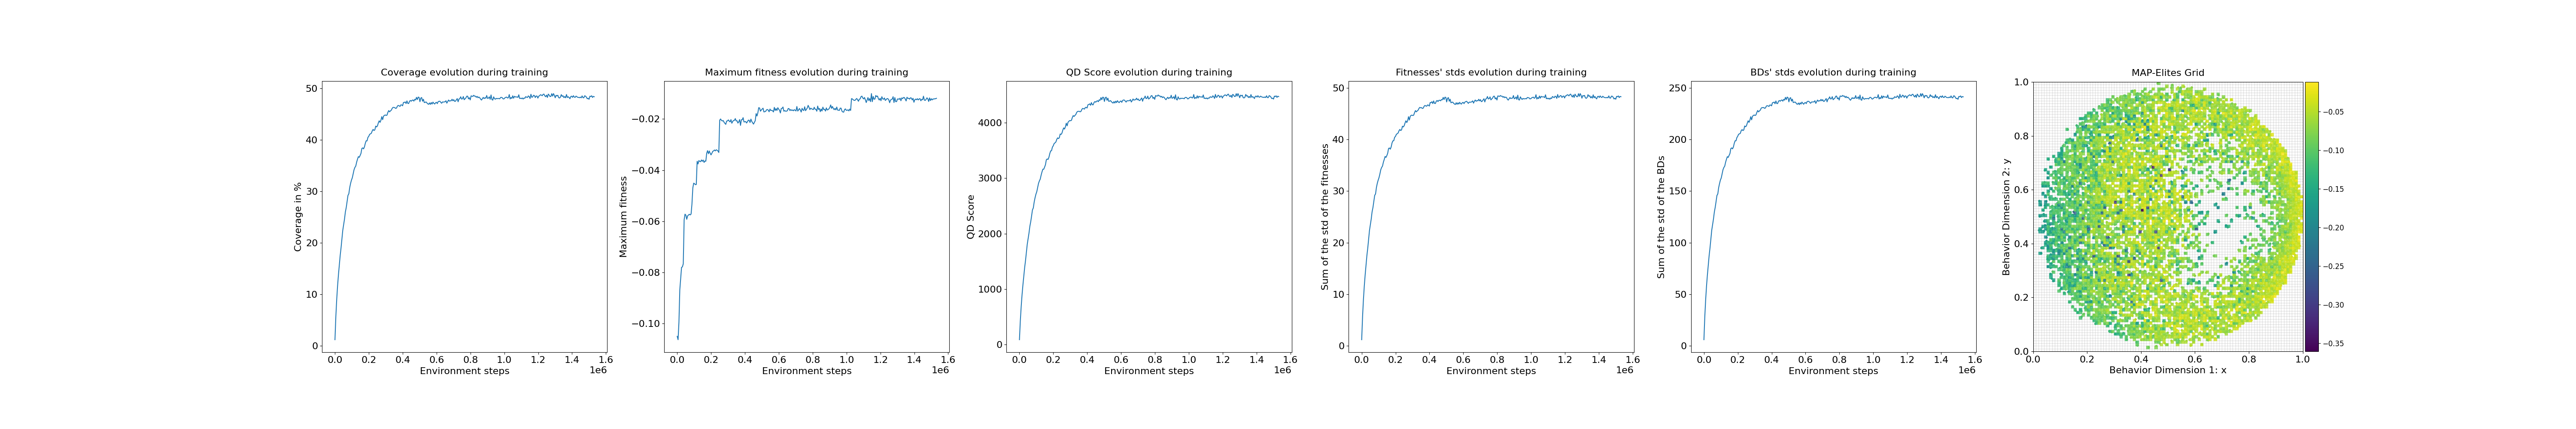 Coverage evolution during training
Coverage in %
50
40
30
20
10
0
0.0 0.2 0.4 0.6 0.8 1.0 1.2 1.4 1.6
1e6
Environment steps
Maximum fitness evolution during training
Maximum fitness
−0.02
−0.04
−0.06
−0.08
−0.10
0.0 0.2 0.4 0.6 0.8 1.0 1.2 1.4 1.6
1e6
Environment steps
QD Score evolution during training
QD Score
4000
3000
2000
1000
0
0.0 0.2 0.4 0.6 0.8 1.0 1.2 1.4 1.6
1e6
Environment steps
Fitnesses' stds evolution during training
Sum of the std of the fitnesses
50
40
30
20
10
0
0.0 0.2 0.4 0.6 0.8 1.0 1.2 1.4 1.6
1e6
Environment steps
BDs' stds evolution during training
Sum of the std of the BDs
250
200
150
100
50
0
0.0 0.2 0.4 0.6 0.8 1.0 1.2 1.4 1.6
1e6
Environment steps
MAP-Elites Grid
Behavior Dimension 2: y
1.0
0.8
0.6
0.4
0.2
0.0
0.0 0.2 0.4 0.6 0.8 1.0
Behavior Dimension 1: x
−0.05
−0.10
−0.15
−0.20
−0.25
−0.30
−0.35